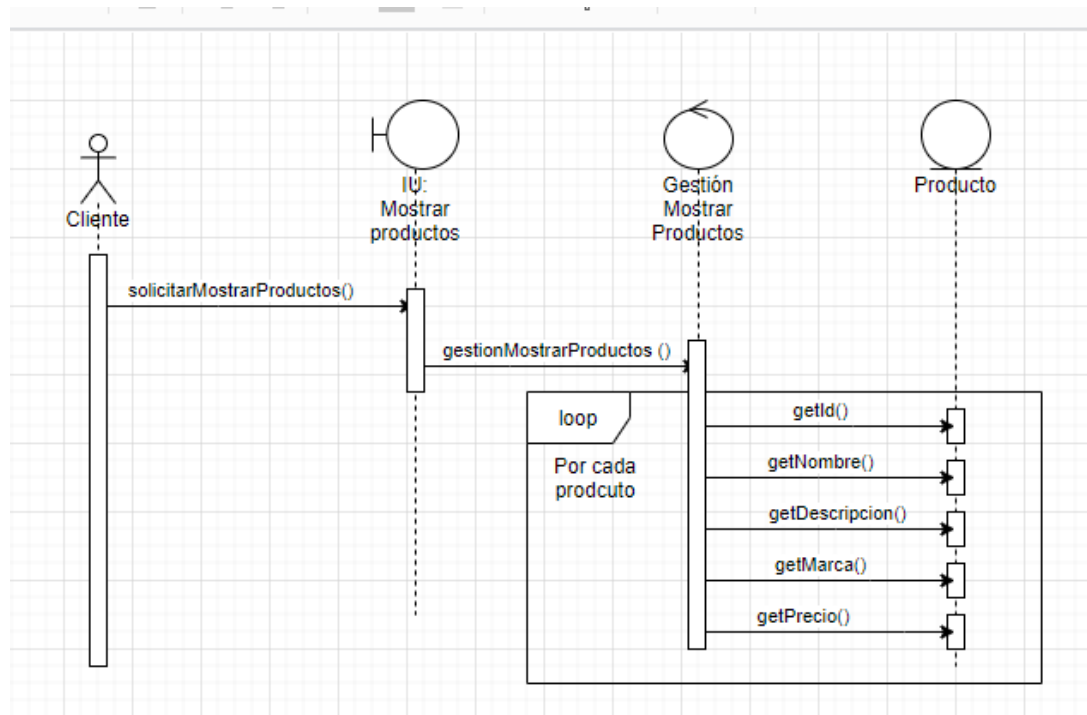 Cliente
IU:
Mostrar
productos
Gestión
Mostrar
Productos
Producto
solicitarMostrarProductos()
gestionMostrarProductos ()
loop
Por cada
prodcuto
getId()
getNombre()
getDescripcion()
getMarca()
getPrecio()